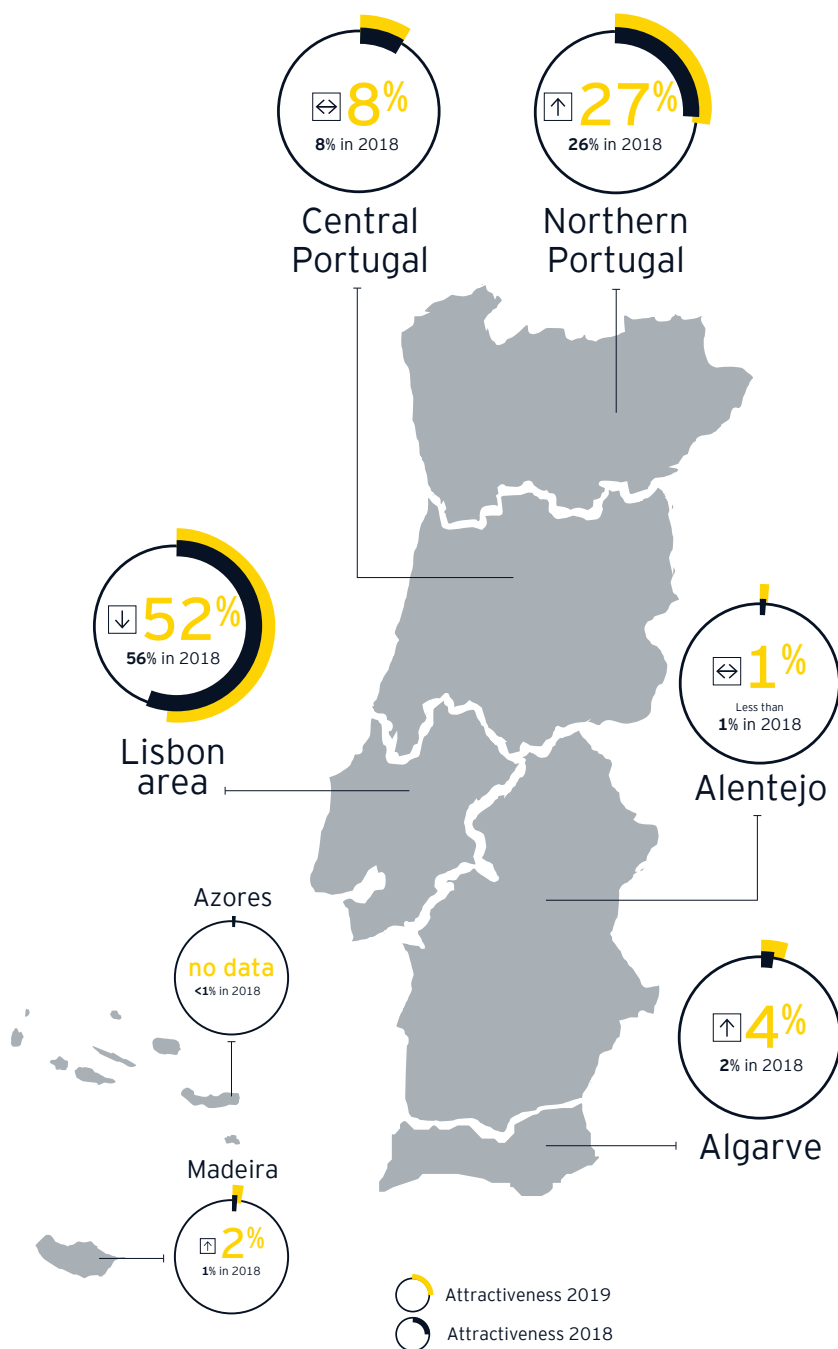 8%
8% in 2018
Central
Portugal
27%
26% in 2018
Northern
Portugal
52%
56% in 2018
Lisbon
area
1%
Less than
1% in 2018
Alentejo
Azores
no data
<1% in 2018
4%
2% in 2018
Algarve
Madeira
2%
1% in 2018
Attractiveness 2019
Attractiveness 2018